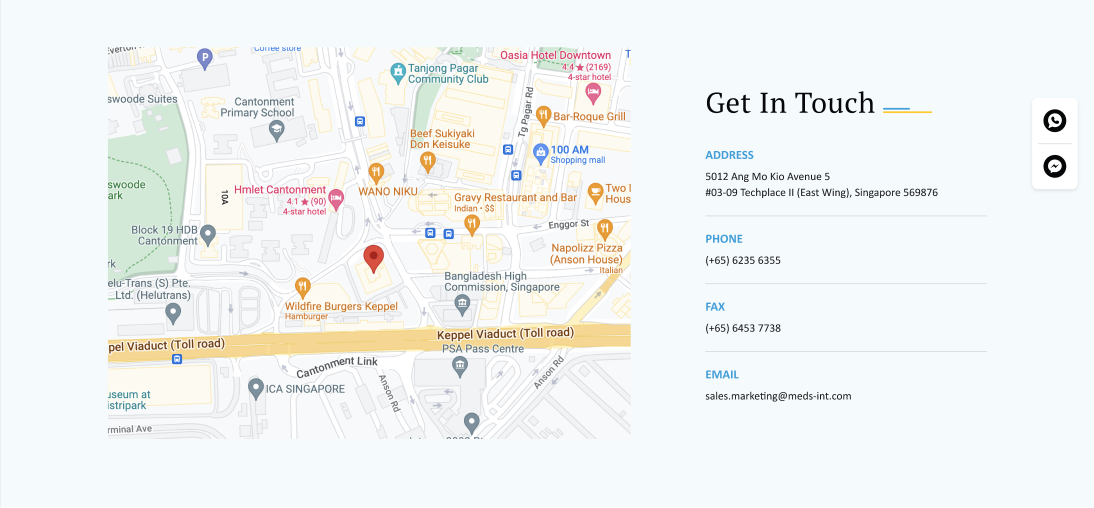 Coffee store
Oasia Hotel Downtown
4.4 ★ (2169)
4-star hotel
P
Tanjong Pagar
Community Club
swoode Suites
Cantonment
Primary School
Tg Pagar Rd
Bar-Roque Grill
Beef Sukiyaki
Don Keisuke
100 AM
Shopping mall
swoode
ark
10A
Hmlet Cantonment
4.1 ★ (90)
4-star hotel
WANO NIKU
Gravy Restaurant and Bar
Indian • $$
Two
Hous
Block 19 HDB
Cantonment
Enggor St
Napolizz Pizza
(Anson House)
Italian
rk
elu-Trans (S) Pte.
Ltd. (Helutrans)
Bangladesh High
Commission, Singapore
Wildfire Burgers Keppel
Hamburger
pel Viaduct (Toll road)
Keppel Viaduct (Toll road)
PSA Pass Centre
Cantonment Link
Anson Rd
Anson Rd
ICA SINGAPORE
useum at
istripark
rminal Ave
Get In Touch
ADDRESS
5012 Ang Mo Kio Avenue 5
#03-09 Techplace II (East Wing), Singapore 569876
PHONE
(+65) 6235 6355
FAX
(+65) 6453 7738
EMAIL
sales.marketing@meds-int.com